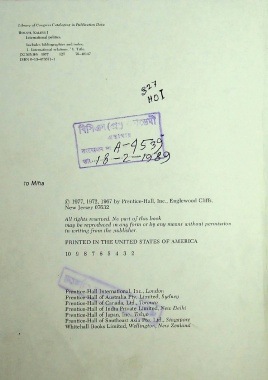 Library of Congress Cataloging in Publication Data
International politics
Includes bibliographies and index.
1. International relations. I. Title.
327
HOI
A-4539
18-2-1989
to Miha
© 1977, 1972, 1967 by Prentice-Hall, Inc., Englewood Cliffs,
New Jersey 07632
All rights reserved. No part of this book
may be reproduced in any form or by any means without permission
in writing from the publisher.
PRINTED IN THE UNITED STATES OF AMERICA
10 9 8 7 6 5 4 3 2
Prentice-Hall International, Inc., London
Prentice-Hall of Australia Pty. Limited, Sydney
Prentice-Hall of Canada, Ltd., Toronto
Prentice-Hall of India Private Limited, New Delhi
Prentice-Hall of Japan, Inc., Tokyo
Prentice-Hall of Southeast Asia Pte. Ltd., Singapore
Whitehall Books Limited, Wellington, New Zealand